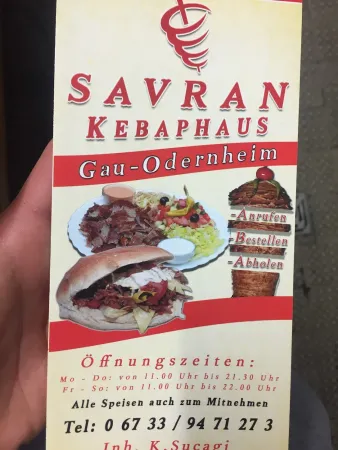 SAVRAN
KEBAPHAUS
Gau-Odernheim
-Anrufen
-Bestellen
-Abholen
Öffnungszeiten:
Mo - Do: von 11.00 Uhr bis 21.30 Uhr
Fr - So: von 11.00 Uhr bis 22.00 Uhr
Alle Speisen auch zum Mitnehmen
Tel: 0 67 33 / 94 71 27 3
Inh. K.Sucagi